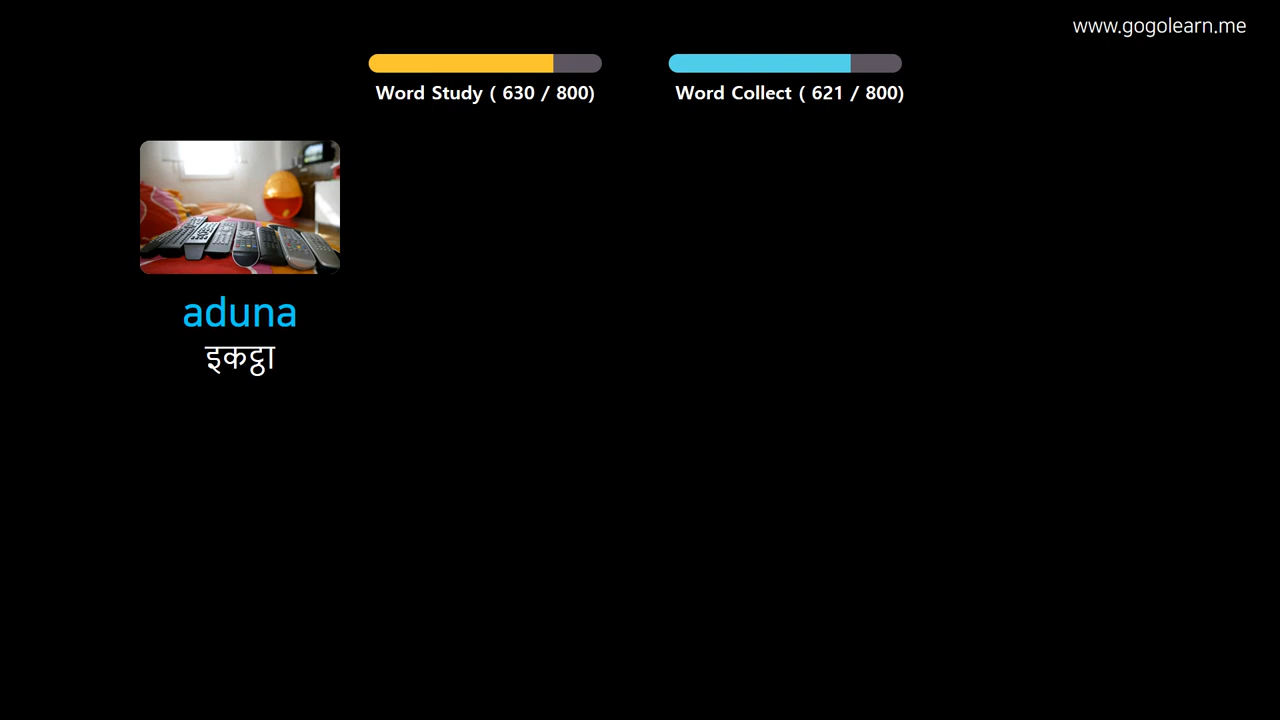 www.gogolearn.me
Word Study ( 630 / 800)
Word Collect ( 621 / 800)
aduna
इकट्ठा